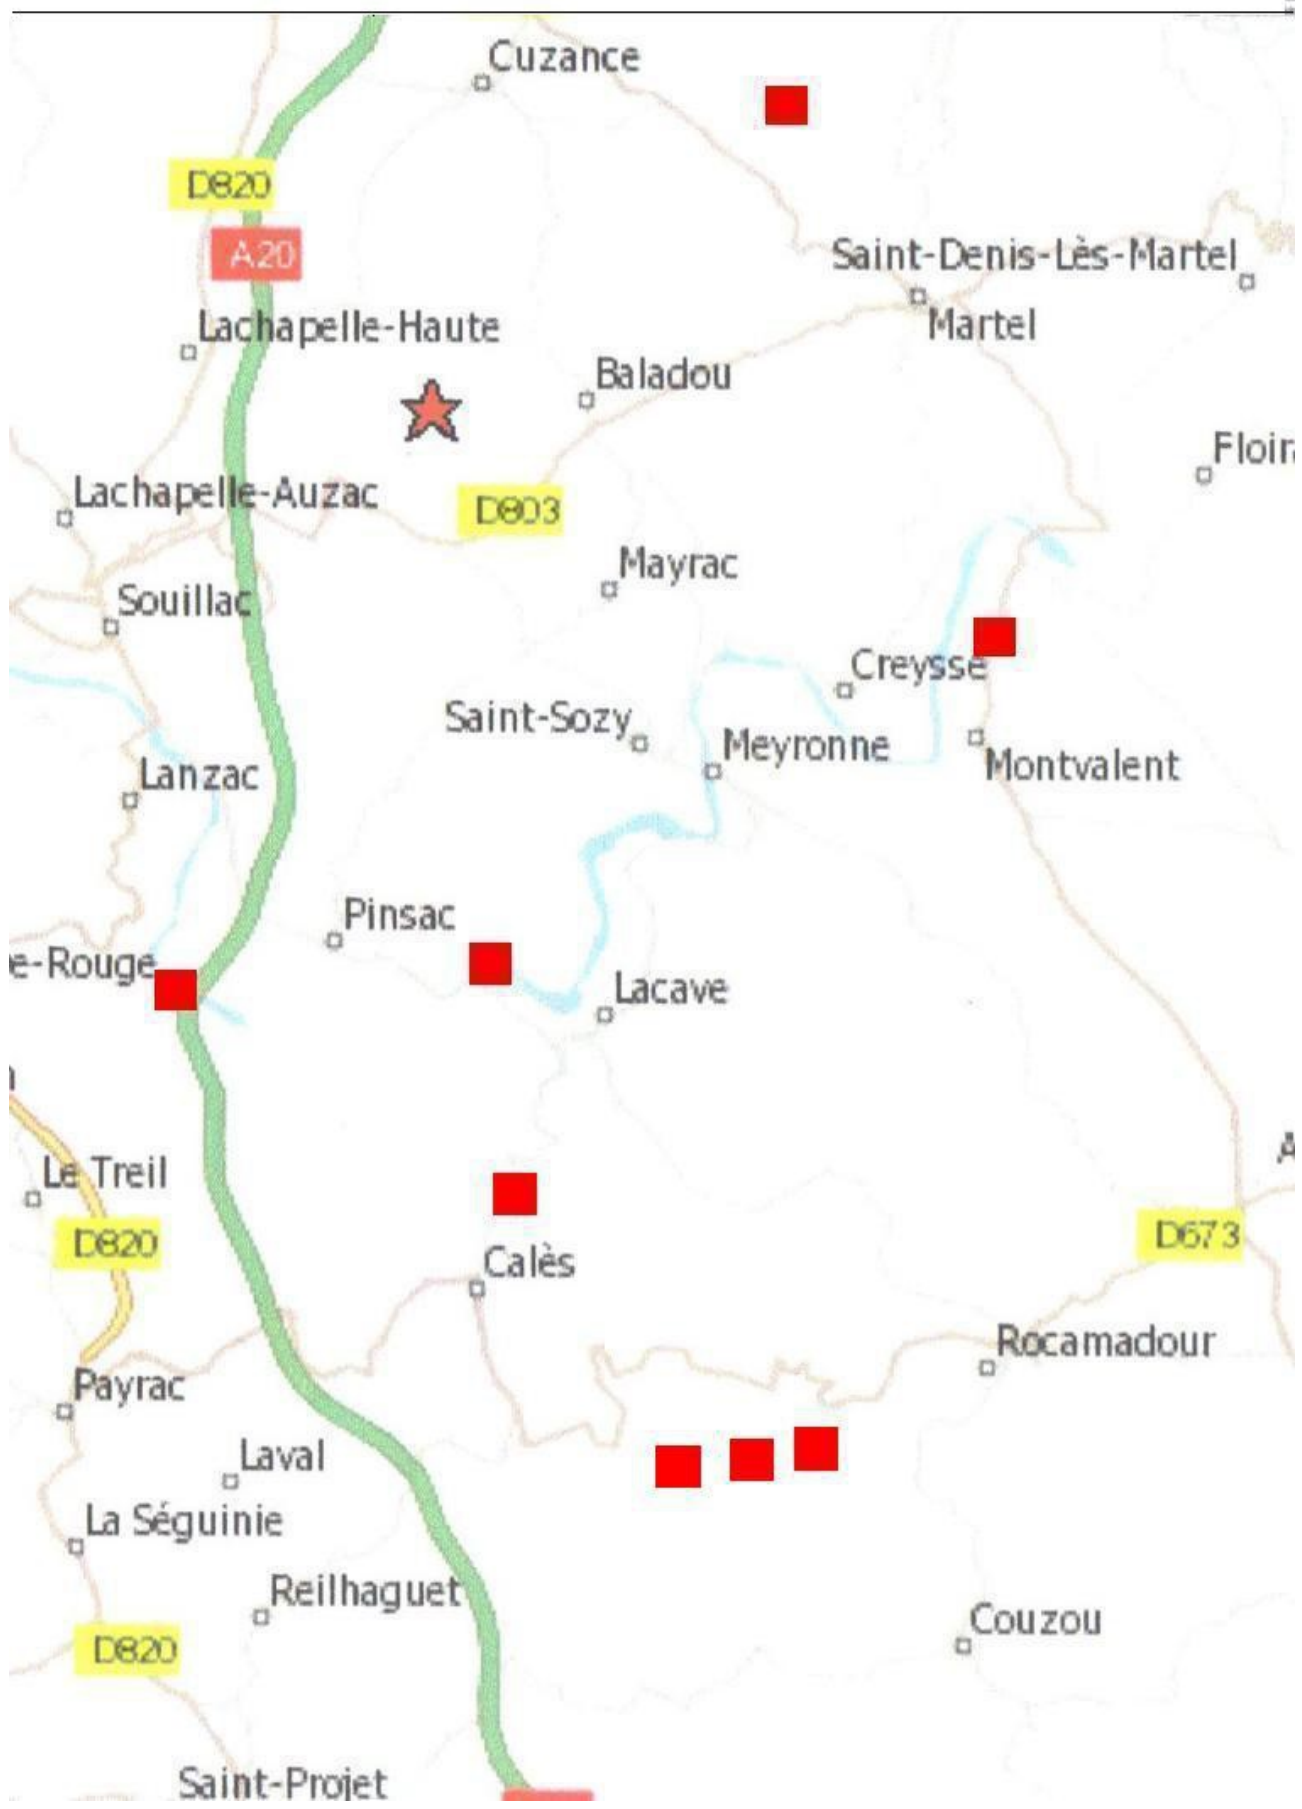 Cuzance
D820
A20
Saint-Denis-Lès-Martel
Martel
Lachapelle-Haute
Baladou
Floir
Lachapelle-Auzac
D803
Mayrac
Souillac
Creysse
Saint-Sozy
Meyronne
Montvalent
Lanzac
Pinsac
e-Rouge
Lacave
Le Treil
D820
D673
Calès
Rocamadour
Payrac
Laval
La Séguinie
Reilhaguet
Couzou
D820
Saint-Projet